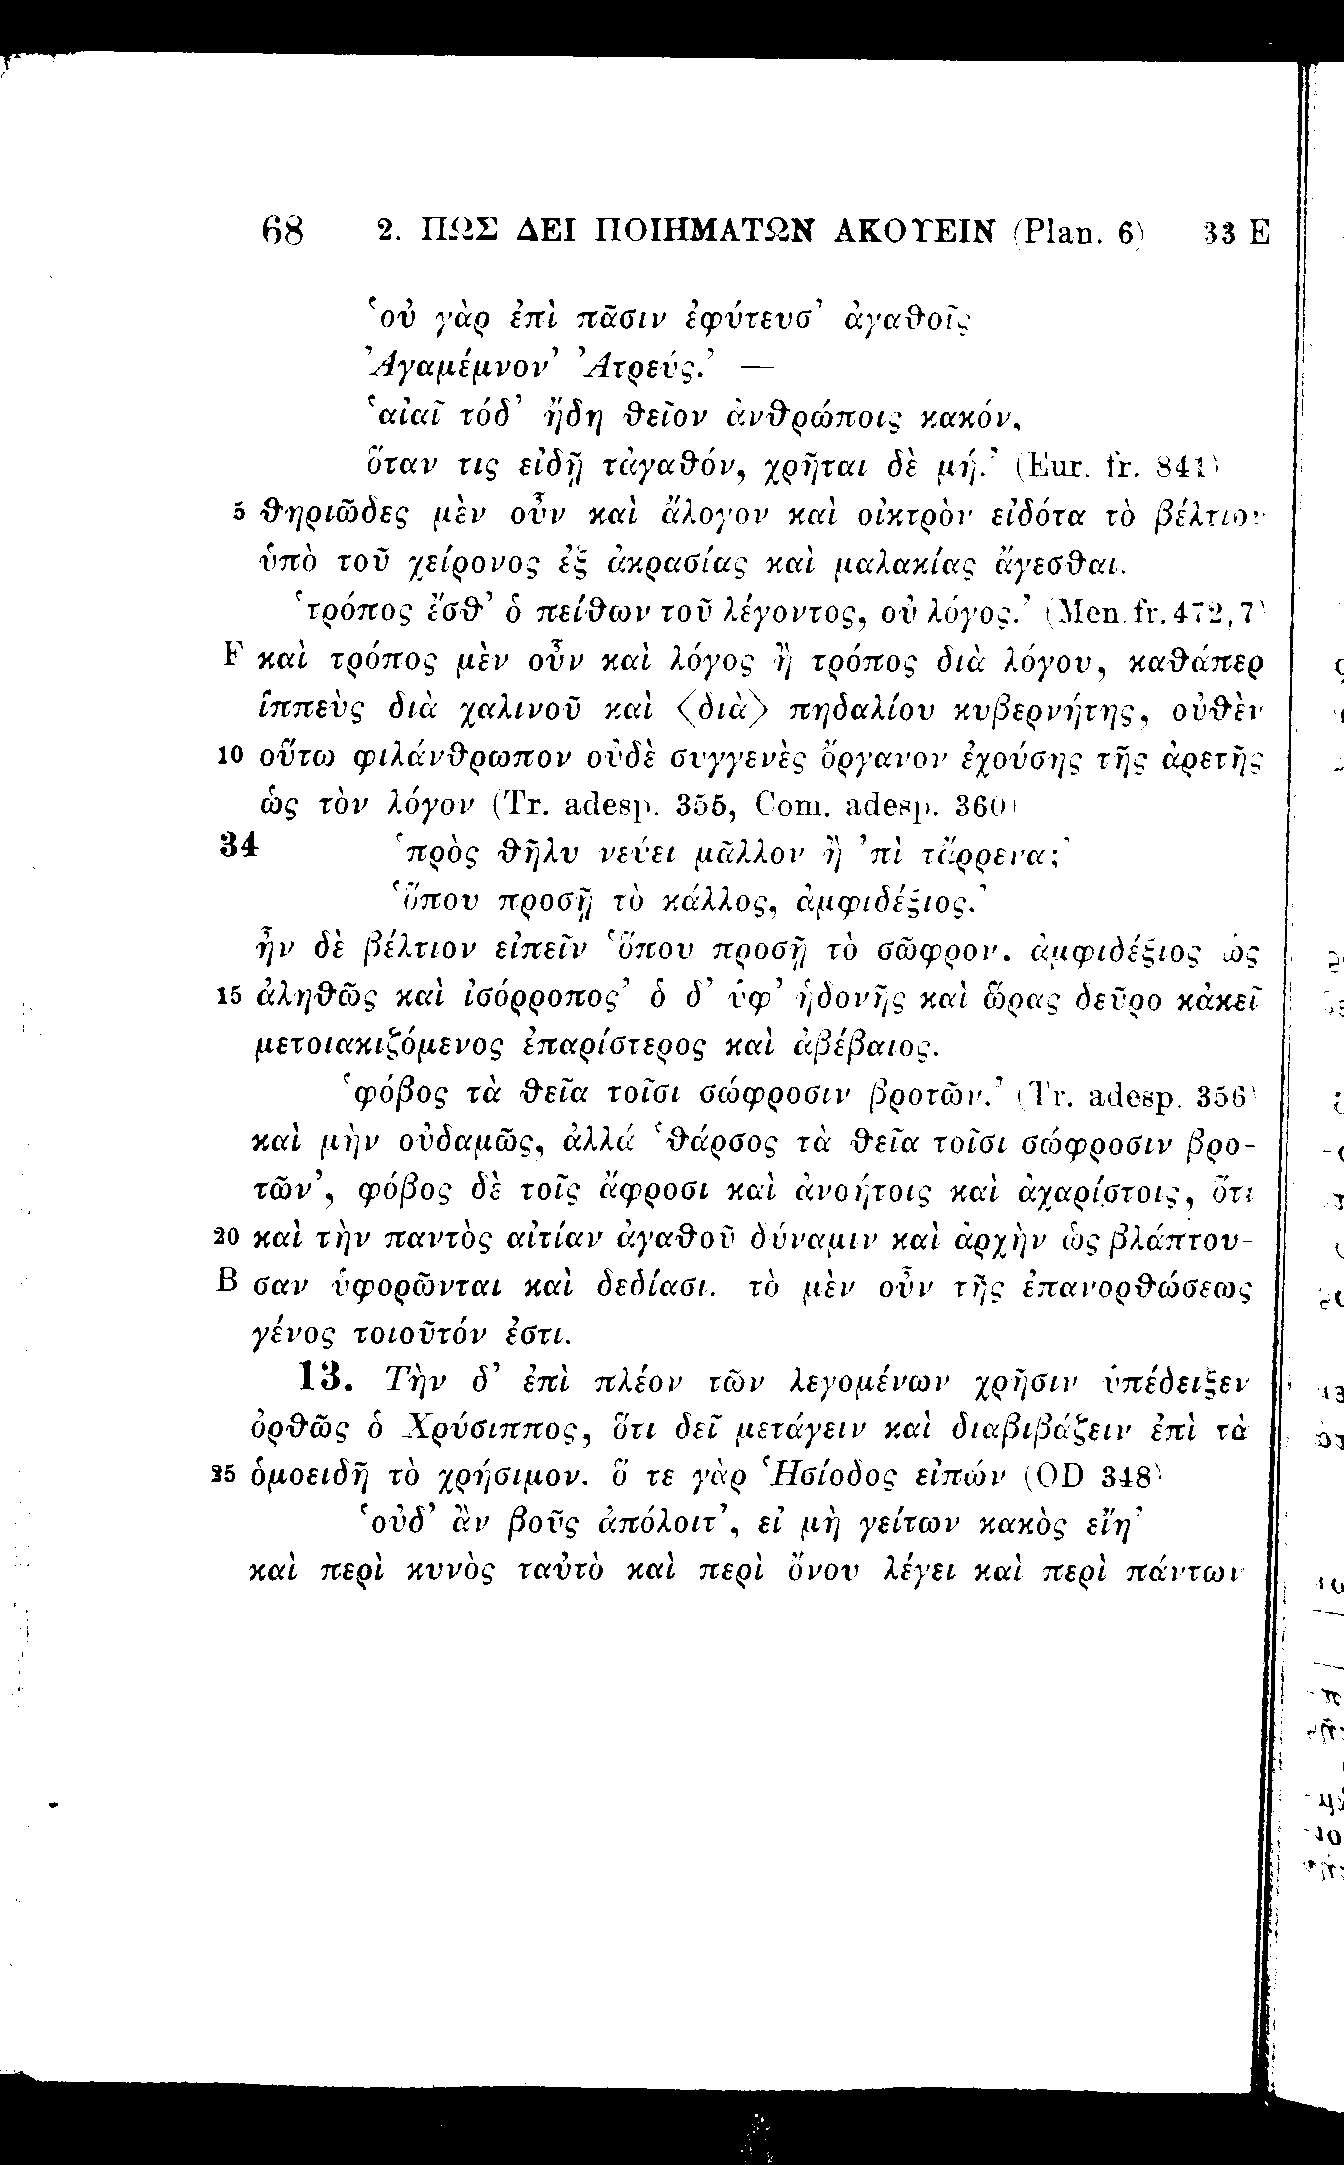 68 2. ΠΩΣ ΔΕΙ ΠΟΙΗΜΑΤΩΝ ΑΚΟΥΕΙΝ (Plan. 6) 33 E
‘οὐ γὰρ ἐπὶ πᾶσιν ἐφύτευσ’ ἀγαθοῖς
Ἀγαμέμνον’ Ἀτρεύς.’ —
‘αἰαῖ τόδ’ ἤδη θεῖον ἀνθρώποις κακόν,
ὅταν τις εἰδῇ τἀγαθόν, χρῆται δὲ μή.’ (Eur. fr. 841)
5 θηριῶδες μὲν οὖν καὶ ἄλογον καὶ οἰκτρὸν εἰδότα τὸ βέλτιον
ὑπὸ τοῦ χείρονος ἐξ ἀκρασίας καὶ μαλακίας ἄγεσθαι.
‘τρόπος ἔσθ’ ὁ πείθων τοῦ λέγοντος, οὐ λόγος.’ (Men. fr. 472, 7)
F καὶ τρόπος μὲν οὖν καὶ λόγος ἢ τρόπος διὰ λόγου, καθάπερ
ἱππεὺς διὰ χαλινοῦ καὶ ⟨διὰ⟩ πηδαλίου κυβερνήτης, οὐθὲν
10 οὕτω φιλάνθρωπον οὐδὲ συγγενὲς ὄργανον ἐχούσης τῆς ἀρετῆς
ὡς τὸν λόγον (Tr. adesp. 355, Com. adesp. 360)
34 ‘πρὸς θῆλυ νεύει μᾶλλον ἢ ’πὶ τἄρρενα;’
‘ὅπου προσῇ τὸ κάλλος, ἀμφιδέξιος.’
ἦν δὲ βέλτιον εἰπεῖν ‘ὅπου προσῇ τὸ σῶφρον, ἀμφιδέξιος ὡς
15 ἀληθῶς καὶ ἰσόρροπος’ ὁ δ’ ὑφ’ ἡδονῆς καὶ ὥρας δεῦρο κἀκεῖ
μετοιακιζόμενος ἐπαρίστερος καὶ ἀβέβαιος.
‘φόβος τὰ θεῖα τοῖσι σώφροσιν βροτῶν.’ (Tr. adesp. 356)
καὶ μὴν οὐδαμῶς, ἀλλά ‘θάρσος τὰ θεῖα τοῖσι σώφροσιν βρο-
τῶν’, φόβος δὲ τοῖς ἄφροσι καὶ ἀνοήτοις καὶ ἀχαρίστοις, ὅτι
20 καὶ τὴν παντὸς αἰτίαν ἀγαθοῦ δύναμιν καὶ ἀρχὴν ὡς βλάπτου-
B σαν ὑφορῶνται καὶ δεδίασι. τὸ μὲν οὖν τῆς ἐπανορθώσεως
γένος τοιοῦτόν ἐστι.
13. Τὴν δ’ ἐπὶ πλέον τῶν λεγομένων χρῆσιν ὑπέδειξεν
ὀρθῶς ὁ Χρύσιππος, ὅτι δεῖ μετάγειν καὶ διαβιβάζειν ἐπὶ τὰ
25 ὁμοειδῆ τὸ χρήσιμον. ὅ τε γὰρ Ἡσίοδος εἰπών (OD 348)
‘οὐδ’ ἂν βοῦς ἀπόλοιτ’, εἰ μὴ γείτων κακὸς εἴη’
καὶ περὶ κυνὸς ταὐτὸ καὶ περὶ ὄνου λέγει καὶ περὶ πάντων